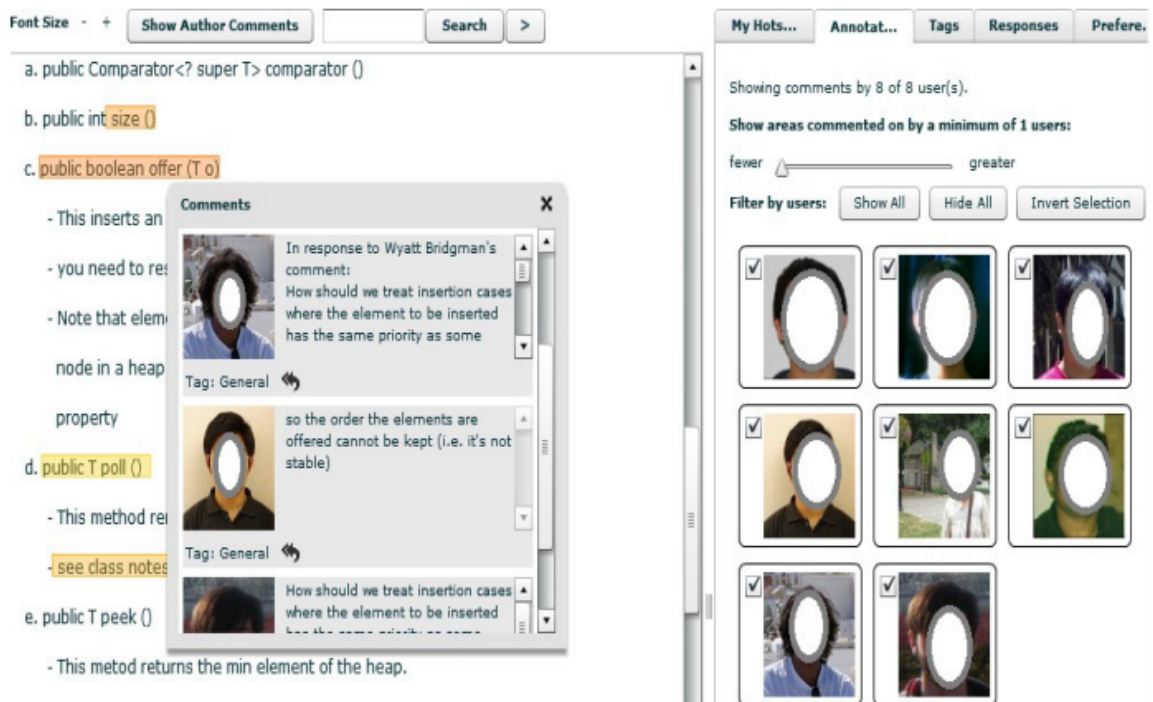 Font Size - +
Show Author Comments
Search
>
a. public Comparator<? super T> comparator ()
b. public int size ()
c. public boolean offer (T o)
- This inserts an
- you need to res
- Note that elem
node in a heap
property
d. public T poll ()
- This method re
- see class notes
e. public T peek ()
- This metod returns the min element of the heap.
Comments
X
In response to Wyatt Bridgman's
comment:
How should we treat insertion cases
where the element to be inserted
has the same priority as some
Tag: General
so the order the elements are
offered cannot be kept (i.e. it's not
stable)
Tag: General
How should we treat insertion cases
where the element to be inserted
has the same priority as some
My Hots...
Annotat...
Tags
Responses
Prefere.
Showing comments by 8 of 8 user(s).
Show areas commented on by a minimum of 1 users:
fewer greater
Filter by users: Show All Hide All Invert Selection